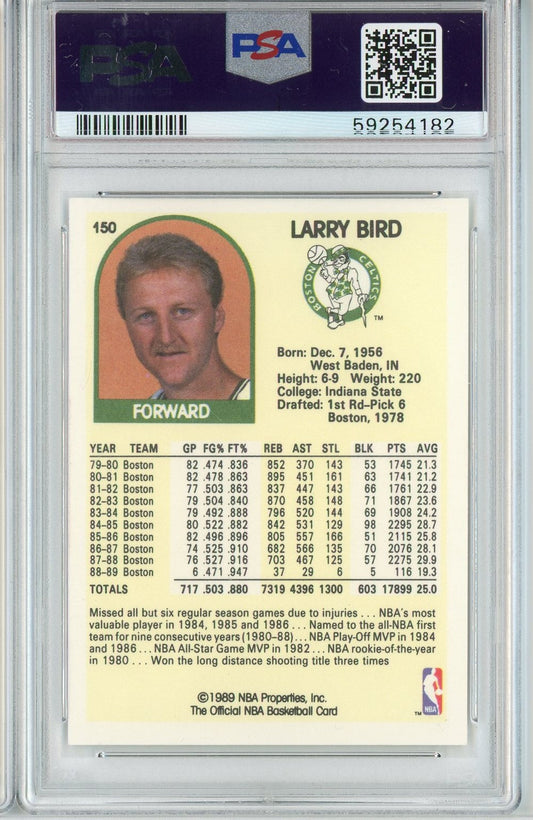 PSA
PSA
59254182
150
LARRY BIRD
BOSTON CELTICS
TM
Born: Dec. 7, 1956
West Baden, IN
Height: 6-9 Weight: 220
College: Indiana State
Drafted: 1st Rd–Pick 6
Boston, 1978
FORWARD
YEAR TEAM GP FG% FT% REB AST STL BLK PTS AVG
79-80 Boston 82 .474 .836 852 370 143 53 1745 21.3
80-81 Boston 82 .478 .863 895 451 161 63 1741 21.2
81-82 Boston 77 .503 .863 837 447 143 66 1761 22.9
82-83 Boston 79 .504 .840 870 458 148 71 1867 23.6
83-84 Boston 79 .492 .888 796 520 144 69 1908 24.2
84-85 Boston 80 .522 .882 842 531 129 98 2295 28.7
85-86 Boston 82 .496 .896 805 557 166 51 2115 25.8
86-87 Boston 74 .525 .910 682 566 135 70 2076 28.1
87-88 Boston 76 .527 .916 703 467 125 57 2275 29.9
88-89 Boston 6 .471 .947 37 29 6 5 116 19.3
TOTALS 717 .503 .880 7319 4396 1300 603 17899 25.0
Missed all but six regular season games due to injuries . . . NBA's most
valuable player in 1984, 1985 and 1986 . . . Named to the all-NBA first
team for nine consecutive years (1980–88) . . . NBA Play-Off MVP in 1984
and 1986 . . . NBA All-Star Game MVP in 1982 . . . NBA rookie-of-the-year
in 1980 . . . Won the long distance shooting title three times
©1989 NBA Properties, Inc.
The Official NBA Basketball Card
TM
NBA